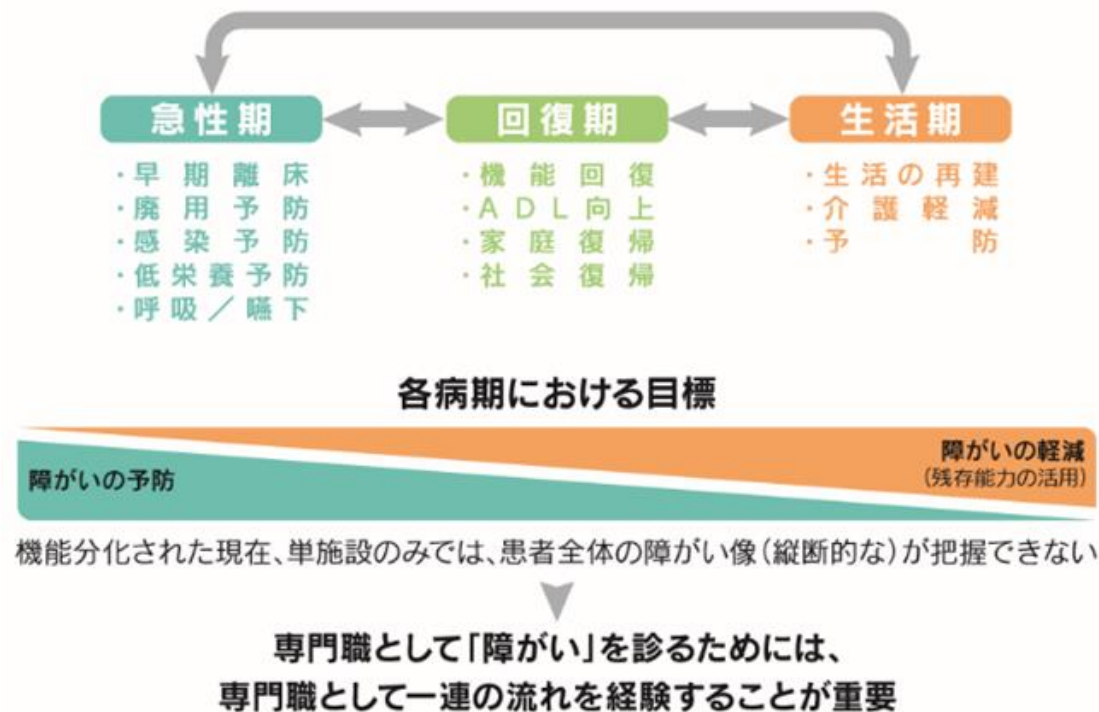 急性期
・早期離床
・廃用予防
・感染予防
・低栄養予防
・呼吸／嚥下
回復期
・機能回復
・ADL向上
・家庭復帰
・社会復帰
生活期
・生活の再建
・介護軽減
・予防
各病期における目標
障がいの予防
障がいの軽減
(残存能力の活用)
機能分化された現在、単施設のみでは、患者全体の障がい像(縦断的な)が把握できない
専門職として「障がい」を診るためには、
専門職として一連の流れを経験することが重要